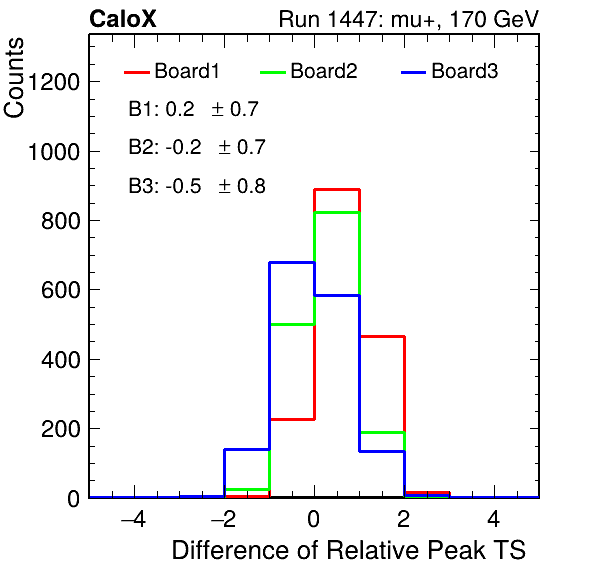 CaloX Run 1447: mu+, 170 GeV
Counts
Board1 Board2 Board3
B1: 0.2 ± 0.7
B2: -0.2 ± 0.7
B3: -0.5 ± 0.8
1200
1000
800
600
400
200
0
−4 −2 0 2 4
Difference of Relative Peak TS